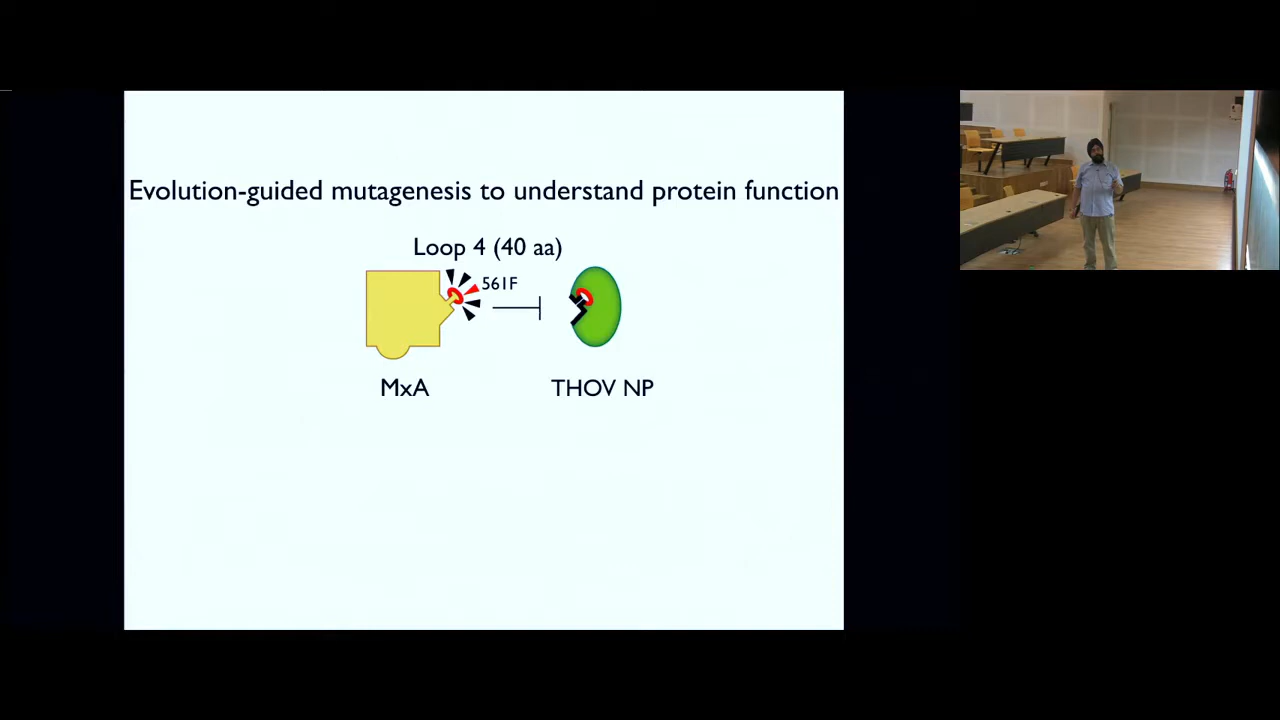 Evolution-guided mutagenesis to understand protein function
Loop 4 (40 aa)
561F
MxA
THOV NP